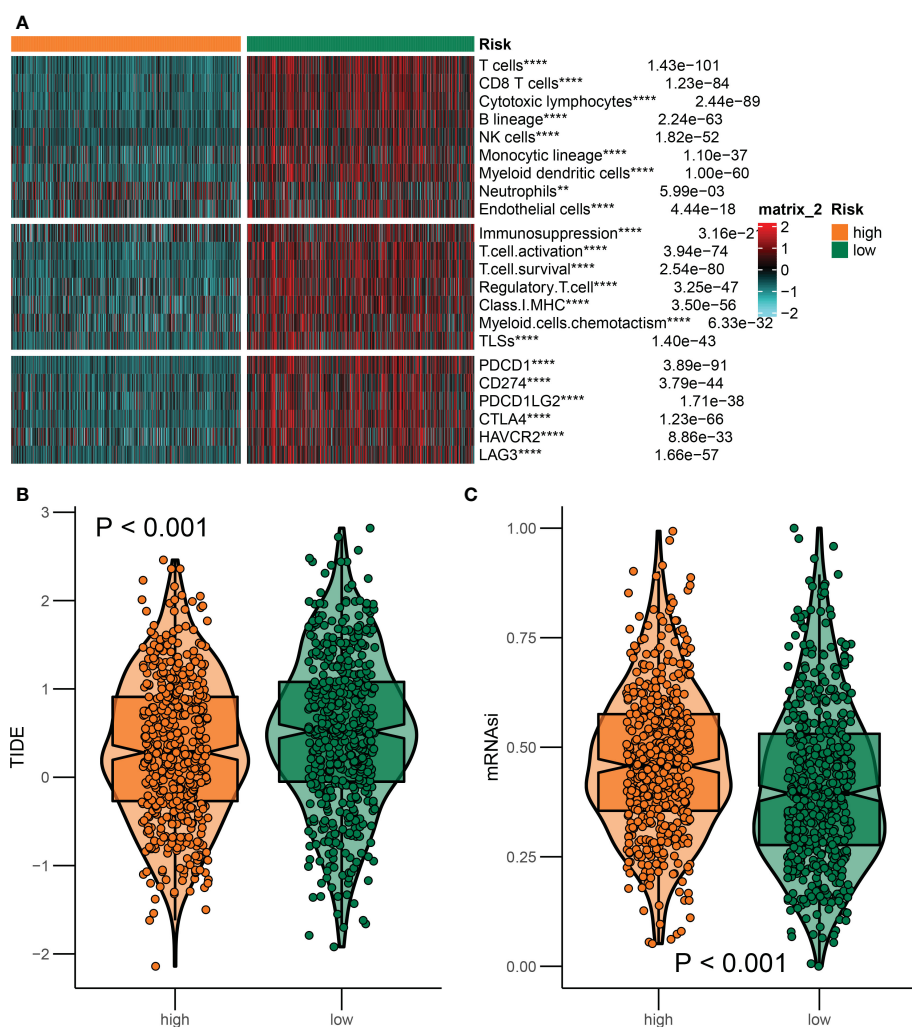 A
Risk
T cells**** 1.43e−101
CD8 T cells**** 1.23e−84
Cytotoxic lymphocytes**** 2.44e−89
B lineage**** 2.24e−63
NK cells**** 1.82e−52
Monocytic lineage**** 1.10e−37
Myeloid dendritic cells**** 1.00e−60
Neutrophils** 5.99e−03
Endothelial cells**** 4.44e−18
Immunosuppression**** 3.16e−2
T.cell.activation**** 3.94e−74
T.cell.survival**** 2.54e−80
Regulatory.T.cell**** 3.25e−47
Class.I.MHC**** 3.50e−56
Myeloid.cells.chemotactism**** 6.33e−32
TLSs**** 1.40e−43
PDCD1**** 3.89e−91
CD274**** 3.79e−44
PDCD1LG2**** 1.71e−38
CTLA4**** 1.23e−66
HAVCR2**** 8.86e−33
LAG3**** 1.66e−57
matrix_2
2
1
0
−1
−2
Risk
high
low
B
P < 0.001
TIDE
3
2
1
0
−1
−2
high
low
C
P < 0.001
mRNAsi
1.00
0.75
0.50
0.25
0.00
high
low